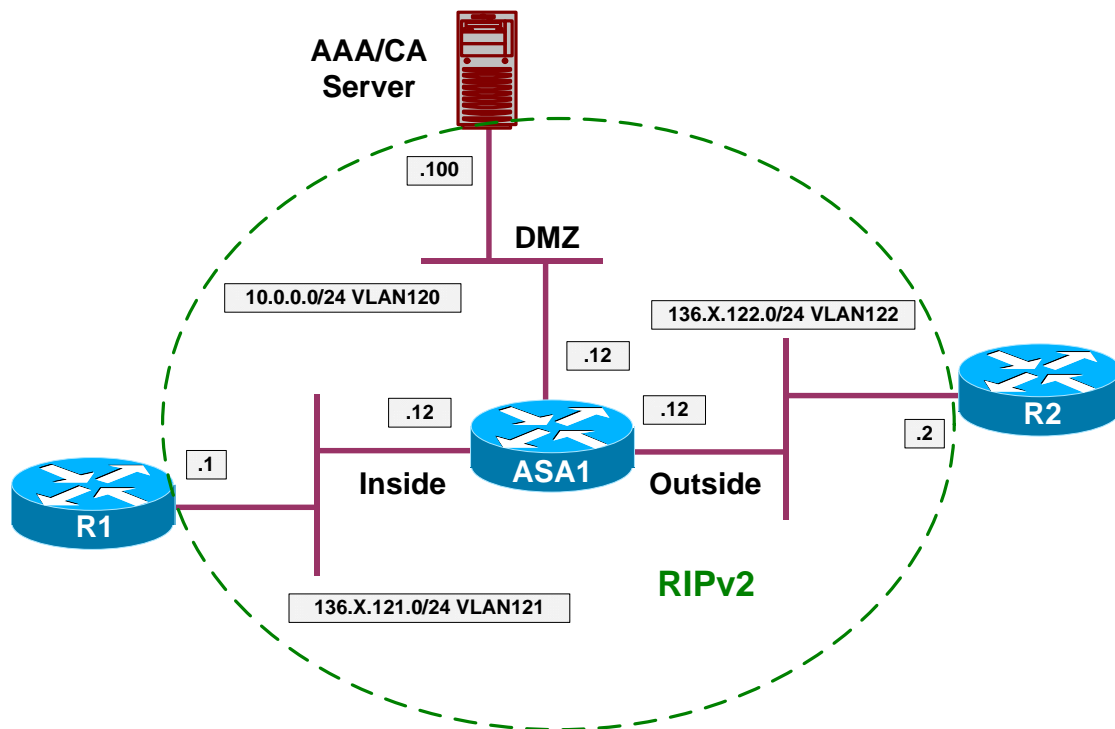 AAA/CA
Server
.100
DMZ
10.0.0.0/24 VLAN120
136.X.122.0/24 VLAN122
.12
.12
.12
R2
.2
.1
Inside
ASA1
Outside
R1
RIPv2
136.X.121.0/24 VLAN121